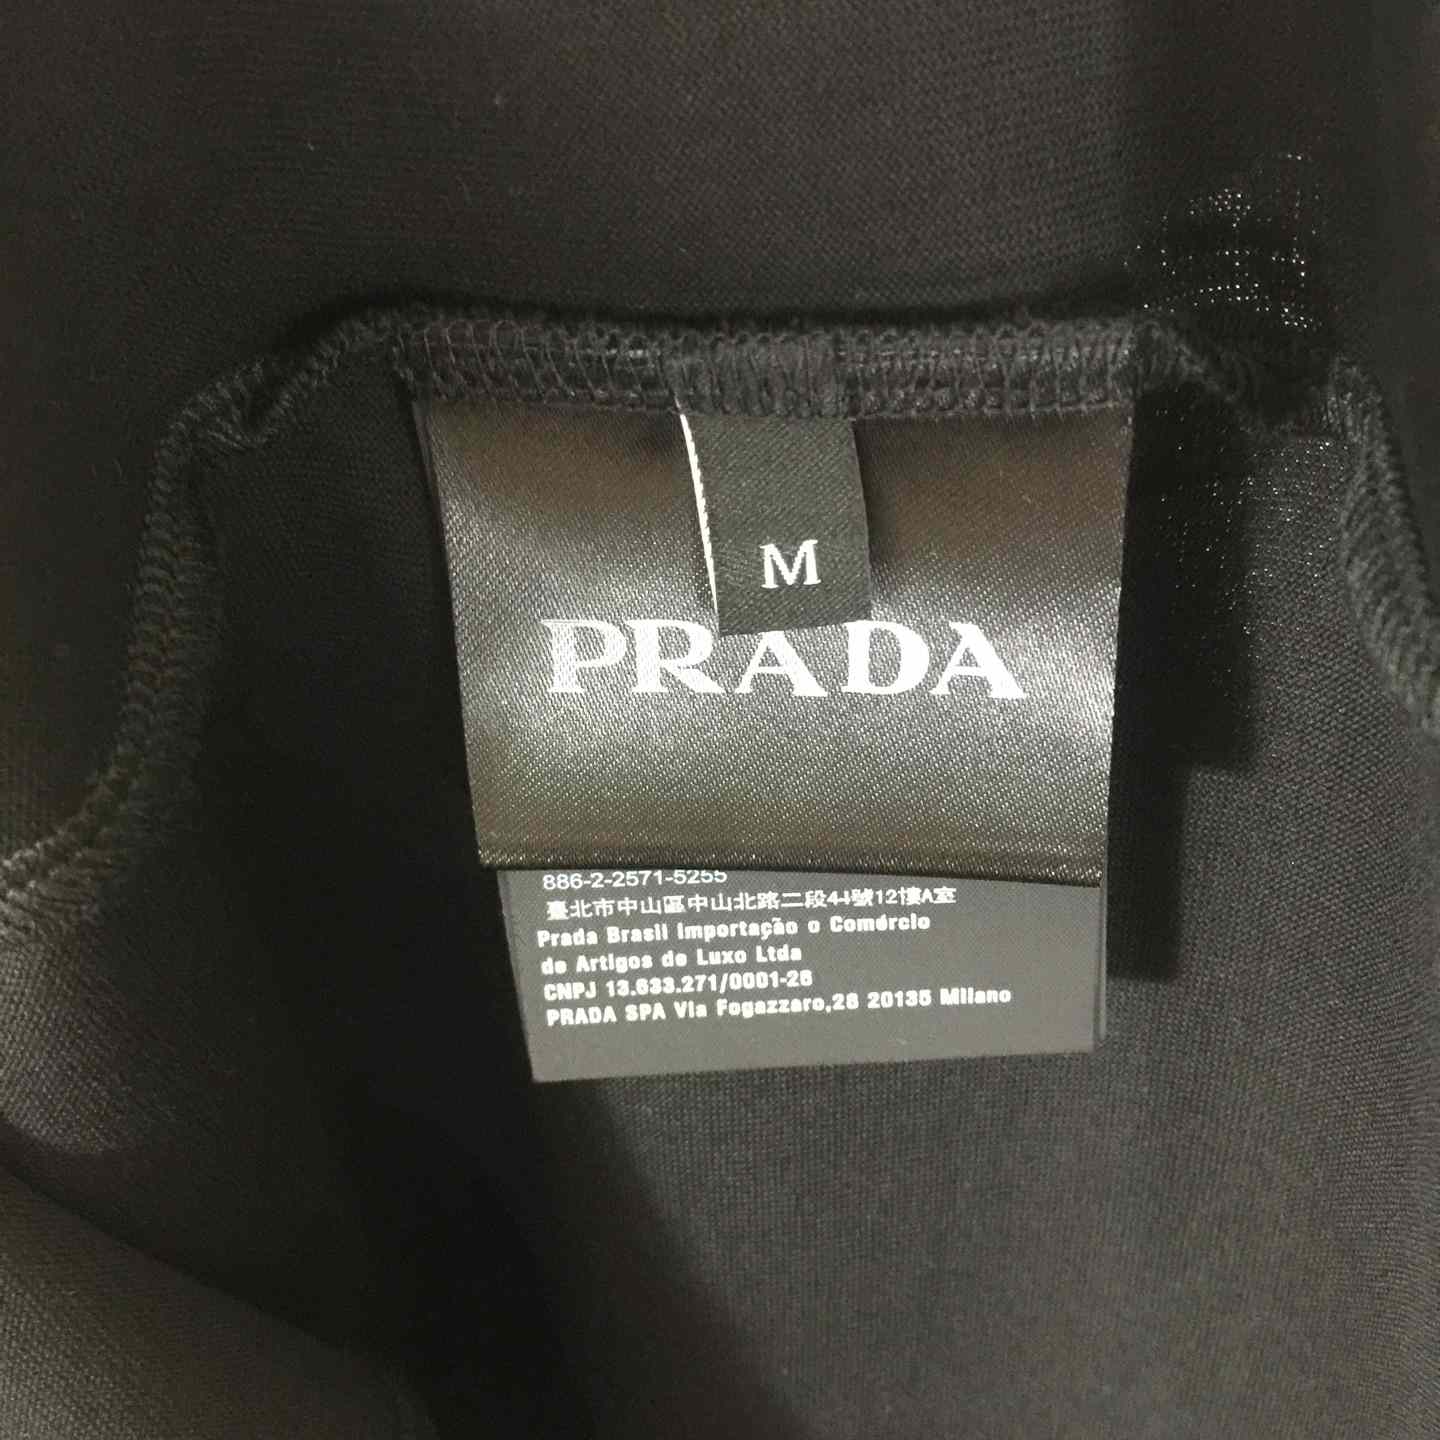 M
PRADA
886-2-2571-5255
臺北市中山區中山北路二段44號12樓A室
Prada Brasil Importação o Comércio
de Artigos de Luxo Ltda
CNPJ 13.633.271/0001-28
PRADA SPA Via Fogazzaro,28 20135 Milano